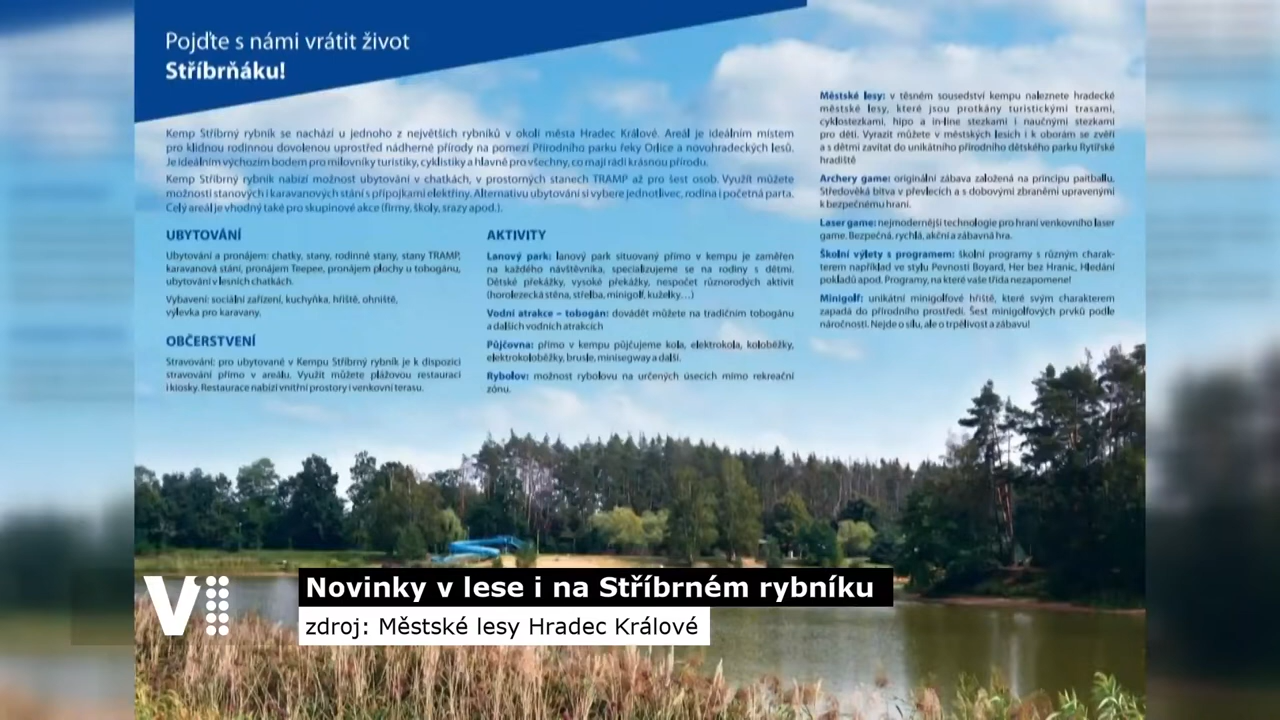 Pojďte s námi vrátit život
Stříbrňáku!
Kemp Stříbrný rybník se nachází u jednoho z největších rybníků v okolí města Hradec Králové. Areál je ideálním místem
pro klidnou rodinnou dovolenou uprostřed nádherné přírody na pomezí Přírodního parku řeky Orlice a novohradeckých lesů.
Je ideálním výchozím bodem pro milovníky turistiky, cyklistiky a hlavně pro všechny, co mají rádi krásnou přírodu.
Kemp Stříbrný rybník nabízí možnost ubytování v chatkách, v prostorných stanech TRAMP až pro šest osob. Využít můžete
možnosti stanových i karavanových stání s přípojkami elektřiny. Alternativu ubytování si vybere jednotlivec, rodina i početná parta.
Celý areál je vhodný také pro skupinové akce (firmy, školy, srazy apod.).
UBYTOVÁNÍ
Ubytování a pronájem: chatky, stany, rodinné stany, stany TRAMP,
karavanová stání, pronájem Teepee, pronájem plochy u tobogánu,
ubytování v lesních chatkách.
Vybavení: sociální zařízení, kuchyňka, hřiště, ohniště,
výlevka pro karavany.
OBČERSTVENÍ
Stravování: pro ubytované v Kempu Stříbrný rybník je k dispozici
stravování přímo v areálu. Využít můžete plážovou restauraci
i kiosky. Restaurace nabízí vnitřní prostory i venkovní terasu.
AKTIVITY
Lanový park: lanový park situovaný přímo v kempu je zaměřen
na každého návštěvníka, specializujeme se na rodiny s dětmi.
Dětské překážky, vysoké překážky, nespočet různorodých aktivit
(horolezecká stěna, střelba, minigolf, kuželky…)
Vodní atrakce – tobogán: dovádět můžete na tradičním tobogánu
a dalších vodních atrakcích
Půjčovna: přímo v kempu půjčujeme kola, elektrokola, koloběžky,
elektrokoloběžky, brusle, minisegway a další.
Rybolov: možnost rybolovu na určených úsecích mimo rekreační
zónu.
Městské lesy: v těsném sousedství kempu naleznete hradecké
městské lesy, které jsou protkány turistickými trasami,
cyklostezkami, hipo a in-line stezkami i naučnými stezkami
pro děti. Vyrazit můžete v městských lesích i k oborám se zvěří
a s dětmi zavítat do unikátního přírodního dětského parku Rytířské
hradiště
Archery game: originální zábava založená na principu paitballu.
Středověká bitva v převlecích a s dobovými zbraněmi upravenými
k bezpečnému hraní.
Laser game: nejmodernější technologie pro hraní venkovního laser
game. Bezpečná, rychlá, akční a zábavná hra.
Školní výlety s programem: školní programy s různým charak-
terem například ve stylu Pevnosti Boyard, Her bez Hranic, Hledání
pokladů apod. Programy, na které vaše třída nezapomene!
Minigolf: unikátní minigolfové hřiště, které svým charakterem
zapadá do přírodního prostředí. Šest minigolfových prvků podle
náročnosti. Nejde o sílu, ale o trpělivost a zábavu!
V
Novinky v lese i na Stříbrném rybníku
zdroj: Městské lesy Hradec Králové